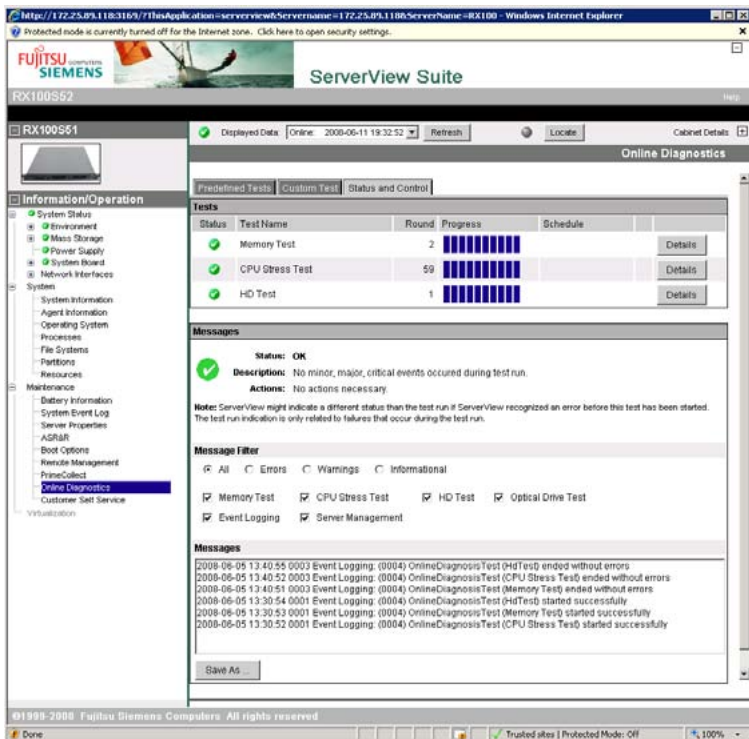 http://172.25.89.118:3169/?ThisApplication=serverview&Servername=172.25.89.118&ServerName=RX100 - Windows Internet Explorer
Protected mode is currently turned off for the Internet zone. Click here to open security settings.
FUJITSU COMPUTERS
SIEMENS
ServerView Suite
RX100S52
Help
RX100S51
Displayed Data: Online: 2008-06-11 19:32:52 Refresh Locate Cabinet Details
Online Diagnostics
Predefined Tests Custom Test Status and Control
Information/Operation
System Status
Environment
Mass Storage
Power Supply
System Board
Network Interfaces
System
System Information
Agent Information
Operating System
Processes
File Systems
Partitions
Resources
Maintenance
Battery Information
System Event Log
Server Properties
ASR&R
Boot Options
Remote Management
PrimeCollect
Online Diagnostics
Customer Self Service
Virtualization
Tests
Status Test Name Round Progress Schedule
Memory Test 2 Details
CPU Stress Test 59 Details
HD Test 1 Details
Messages
Status: OK
Description: No minor, major, critical events occured during test run.
Actions: No actions necessary.
Note: ServerView might indicate a different status than the test run if ServerView recognized an error before this test has been started.
The test run indication is only related to failures that occur during the test run.
Message Filter
All Errors Warnings Informational
Memory Test CPU Stress Test HD Test Optical Drive Test
Event Logging Server Management
Messages
2008-06-05 13:40:55 0003 Event Logging: (0004) OnlineDiagnosisTest (HdTest) ended without errors
2008-06-05 13:40:52 0003 Event Logging: (0004) OnlineDiagnosisTest (CPU Stress Test) ended without errors
2008-06-05 13:40:51 0003 Event Logging: (0004) OnlineDiagnosisTest (Memory Test) ended without errors
2008-06-05 13:30:54 0001 Event Logging: (0004) OnlineDiagnosisTest (HdTest) started successfully
2008-06-05 13:30:53 0001 Event Logging: (0004) OnlineDiagnosisTest (Memory Test) started successfully
2008-06-05 13:30:52 0001 Event Logging: (0004) OnlineDiagnosisTest (CPU Stress Test) started successfully
Save As ...
©1999-2008 Fujitsu Siemens Computers All rights reserved
Done Trusted sites | Protected Mode: Off 100%